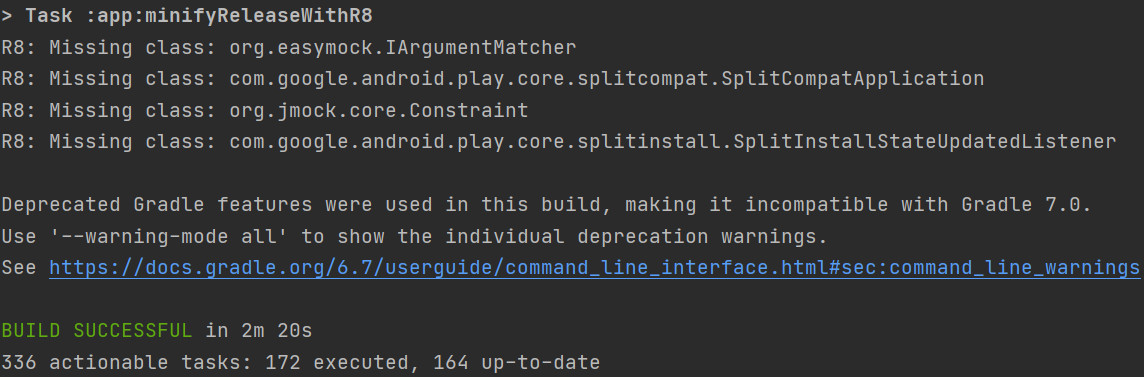 > Task :app:minifyReleaseWithR8
R8: Missing class: org.easymock.IArgumentMatcher
R8: Missing class: com.google.android.play.core.splitcompat.SplitCompatApplication
R8: Missing class: org.jmock.core.Constraint
R8: Missing class: com.google.android.play.core.splitinstall.SplitInstallStateUpdatedListener
Deprecated Gradle features were used in this build, making it incompatible with Gradle 7.0.
Use '--warning-mode all' to show the individual deprecation warnings.
See https://docs.gradle.org/6.7/userguide/command_line_interface.html#sec:command_line_warnings
BUILD SUCCESSFUL in 2m 20s
336 actionable tasks: 172 executed, 164 up-to-date